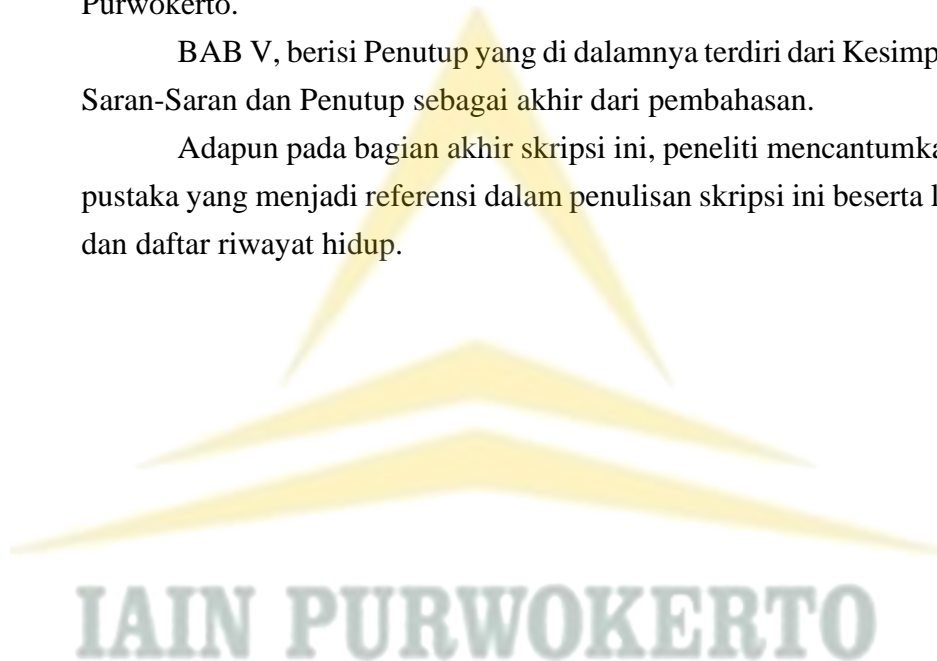 Purwokerto.
BAB V, berisi Penutup yang di dalamnya terdiri dari
Saran-Saran dan Penutup sebagai akhir dari pembahasan.
Adapun pada bagian akhir skripsi ini, peneliti
pustaka yang menjadi referensi dalam penulisan skripsi ini beserta
dan daftar riwayat hidup.
IAIN PURWOKERTO